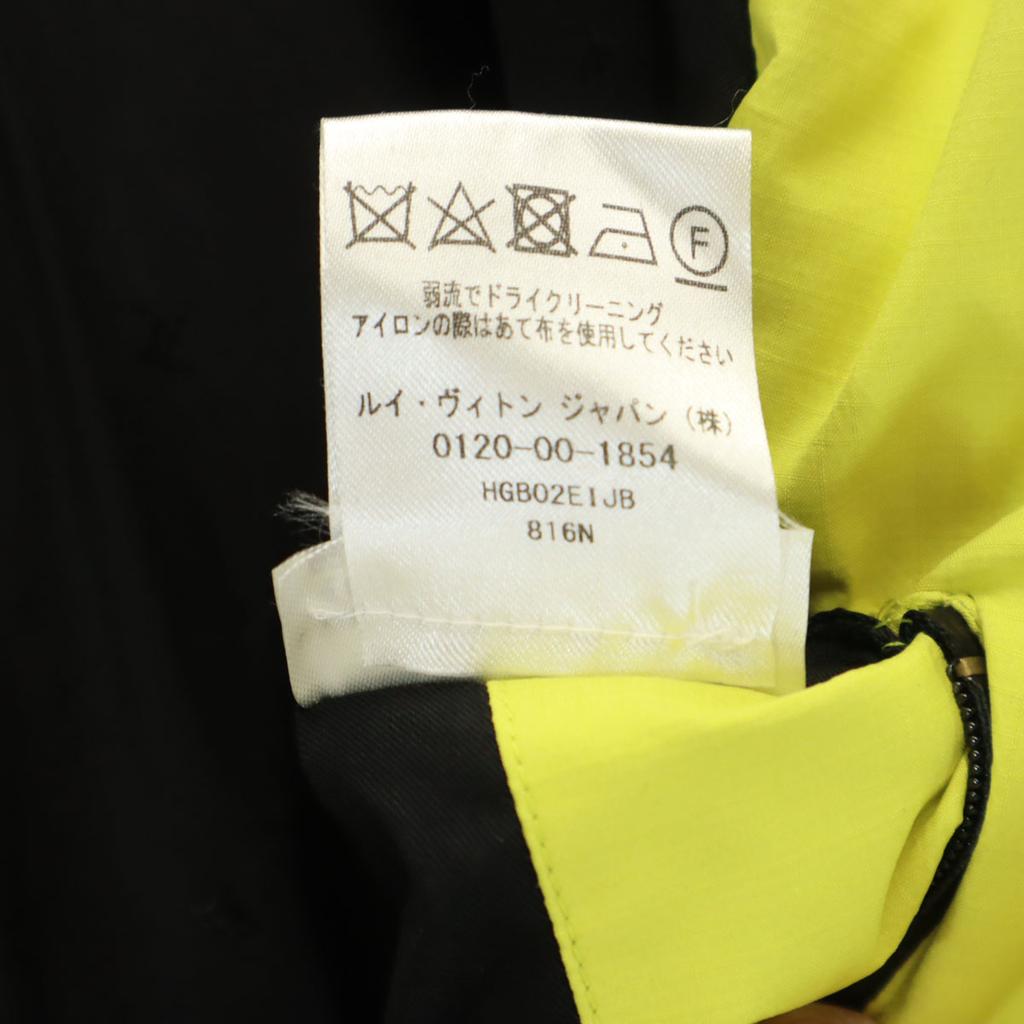 F
弱流でドライクリーニング
アイロンの際はあて布を使用してください
ルイ・ヴィトン ジャパン (株)
0120-00-1854
HGB02EIJB
816N